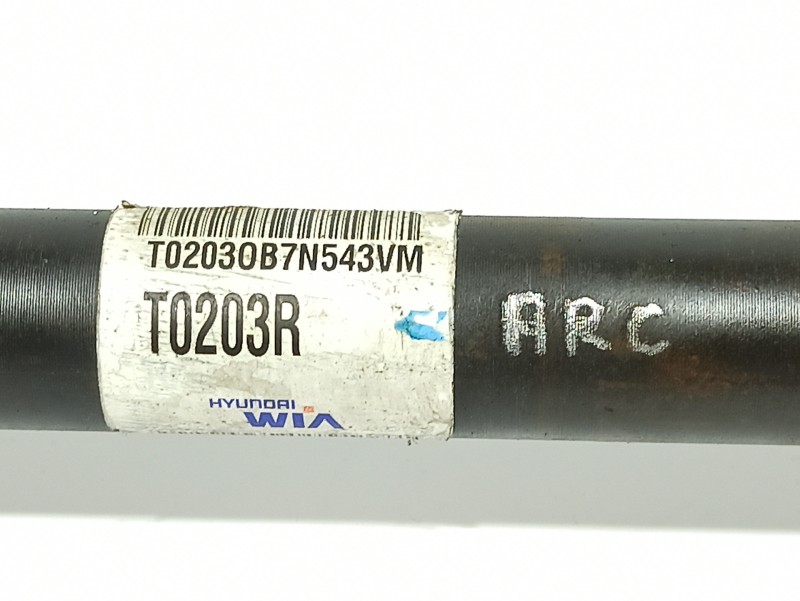 T02030B7N543VM
T0203R
HYUNDAI
WIA
ARC